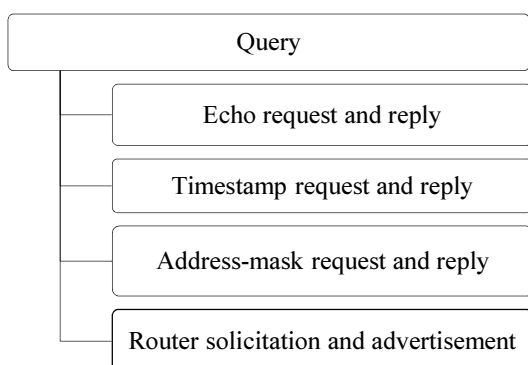 Query
Echo request and reply
Timestamp request and reply
Address-mask request and reply
Router solicitation and advertisement